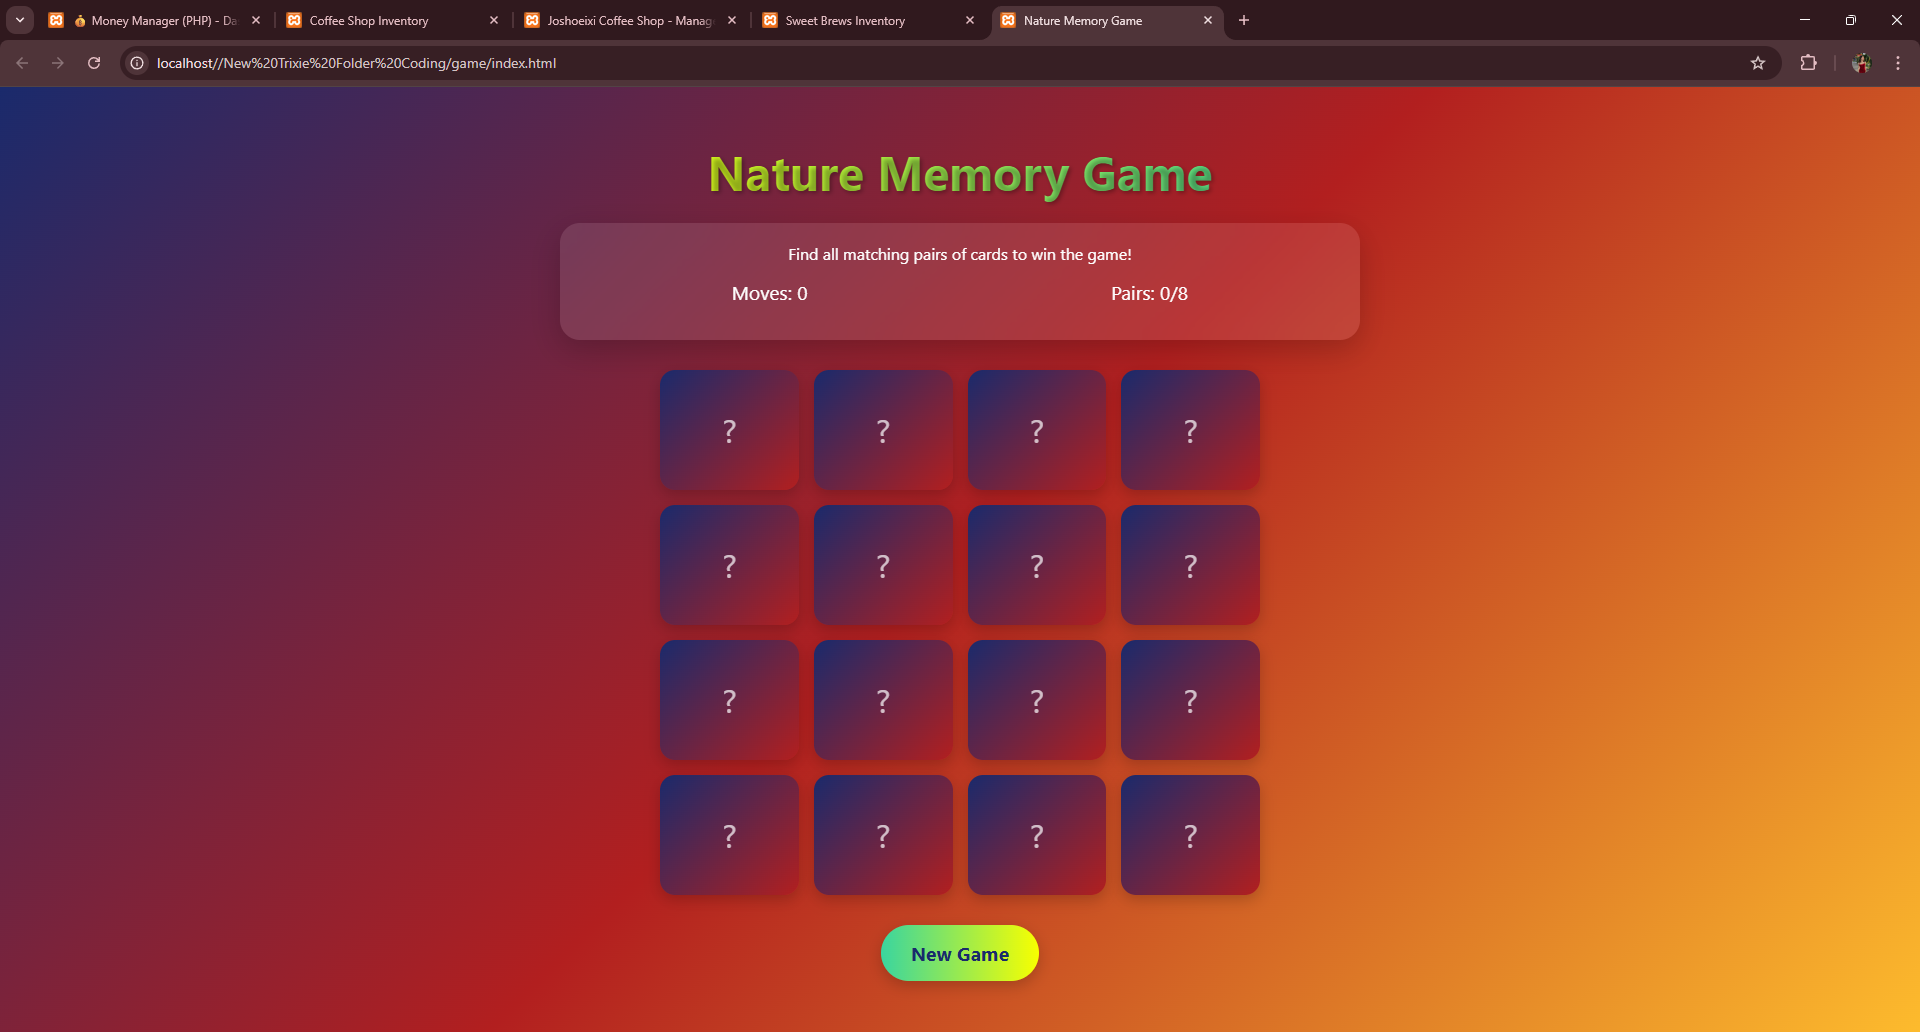 💰 Money Manager (PHP) - Da
Coffee Shop Inventory
Joshoeixi Coffee Shop - Manag
Sweet Brews Inventory
Nature Memory Game
localhost//New%20Trixie%20Folder%20Coding/game/index.html
Nature Memory Game
Find all matching pairs of cards to win the game!
Moves: 0 Pairs: 0/8
? ? ? ?
? ? ? ?
? ? ? ?
? ? ? ?
New Game